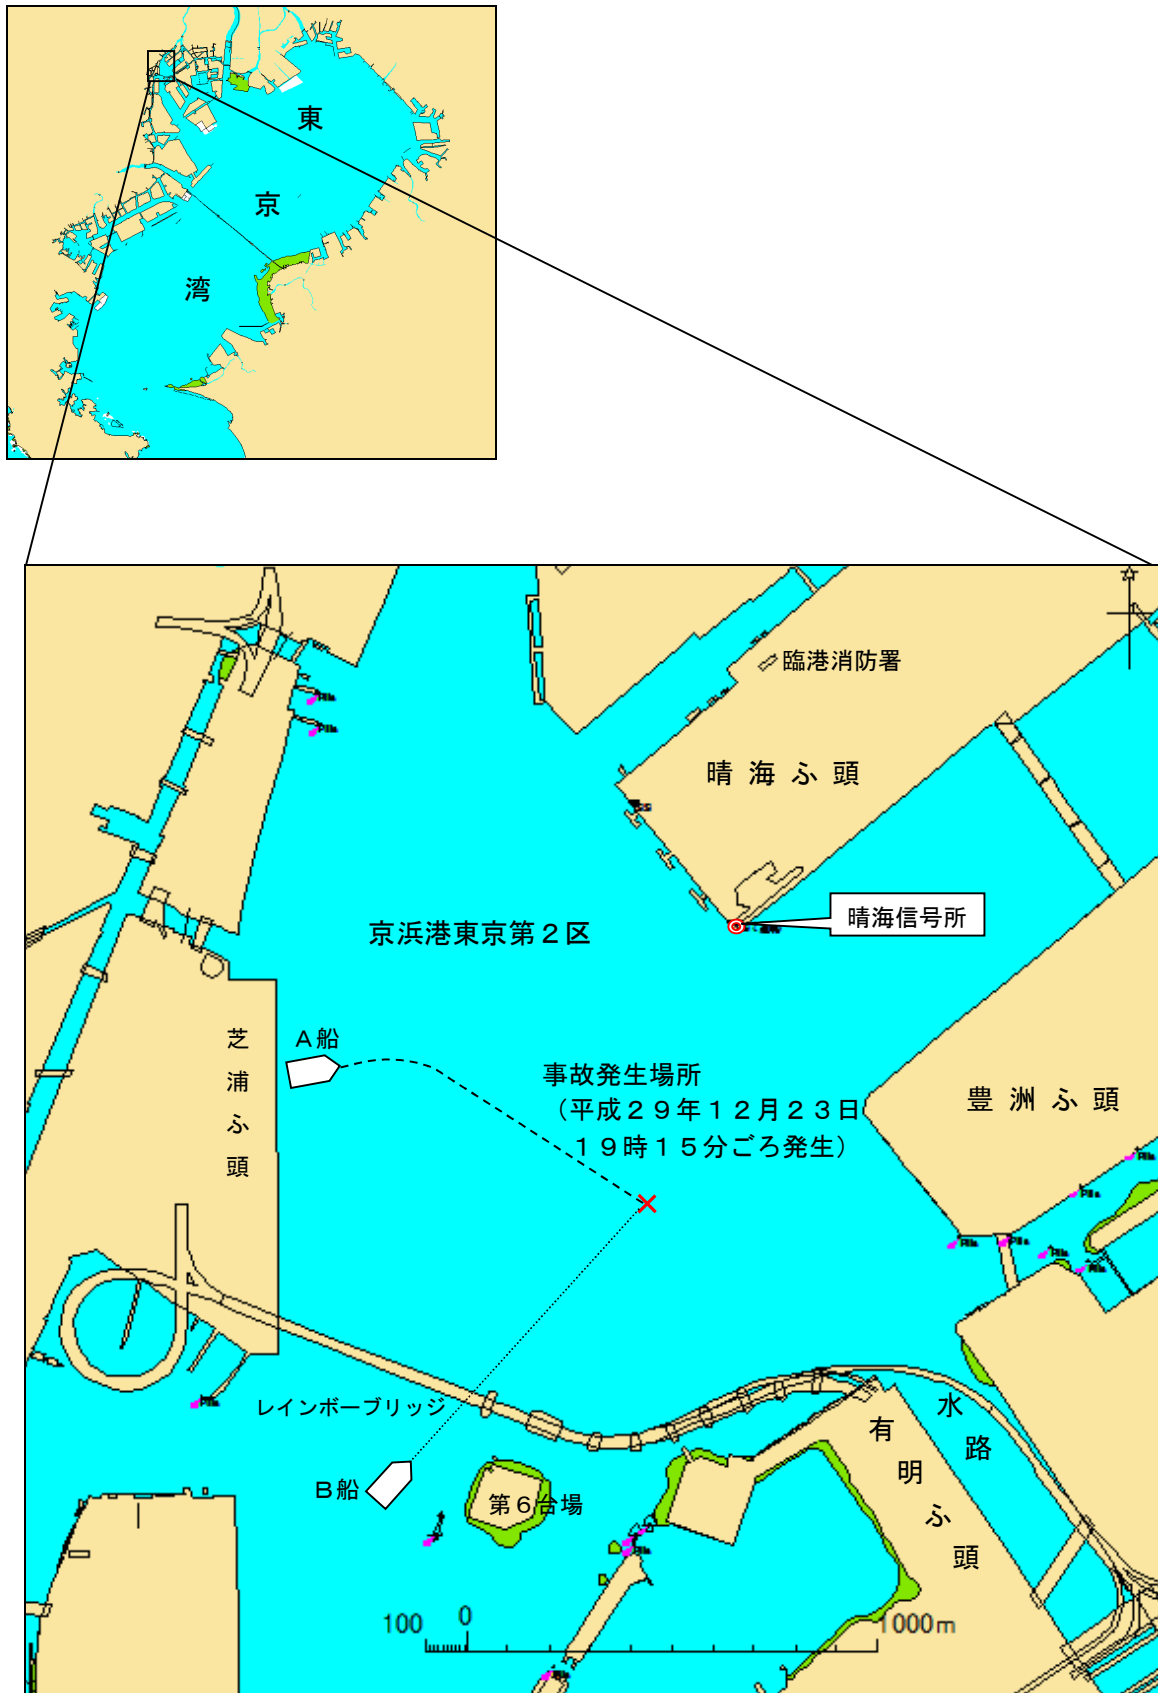 東
京
湾
臨港消防署
晴海ふ頭
晴海信号所
京浜港東京第２区
芝浦ふ頭
Ａ船
事故発生場所
（平成２９年１２月２３日
１９時１５分ごろ発生）
豊洲ふ頭
レインボーブリッジ
Ｂ船
第６台場
有明ふ頭
水路
100 0 1000m